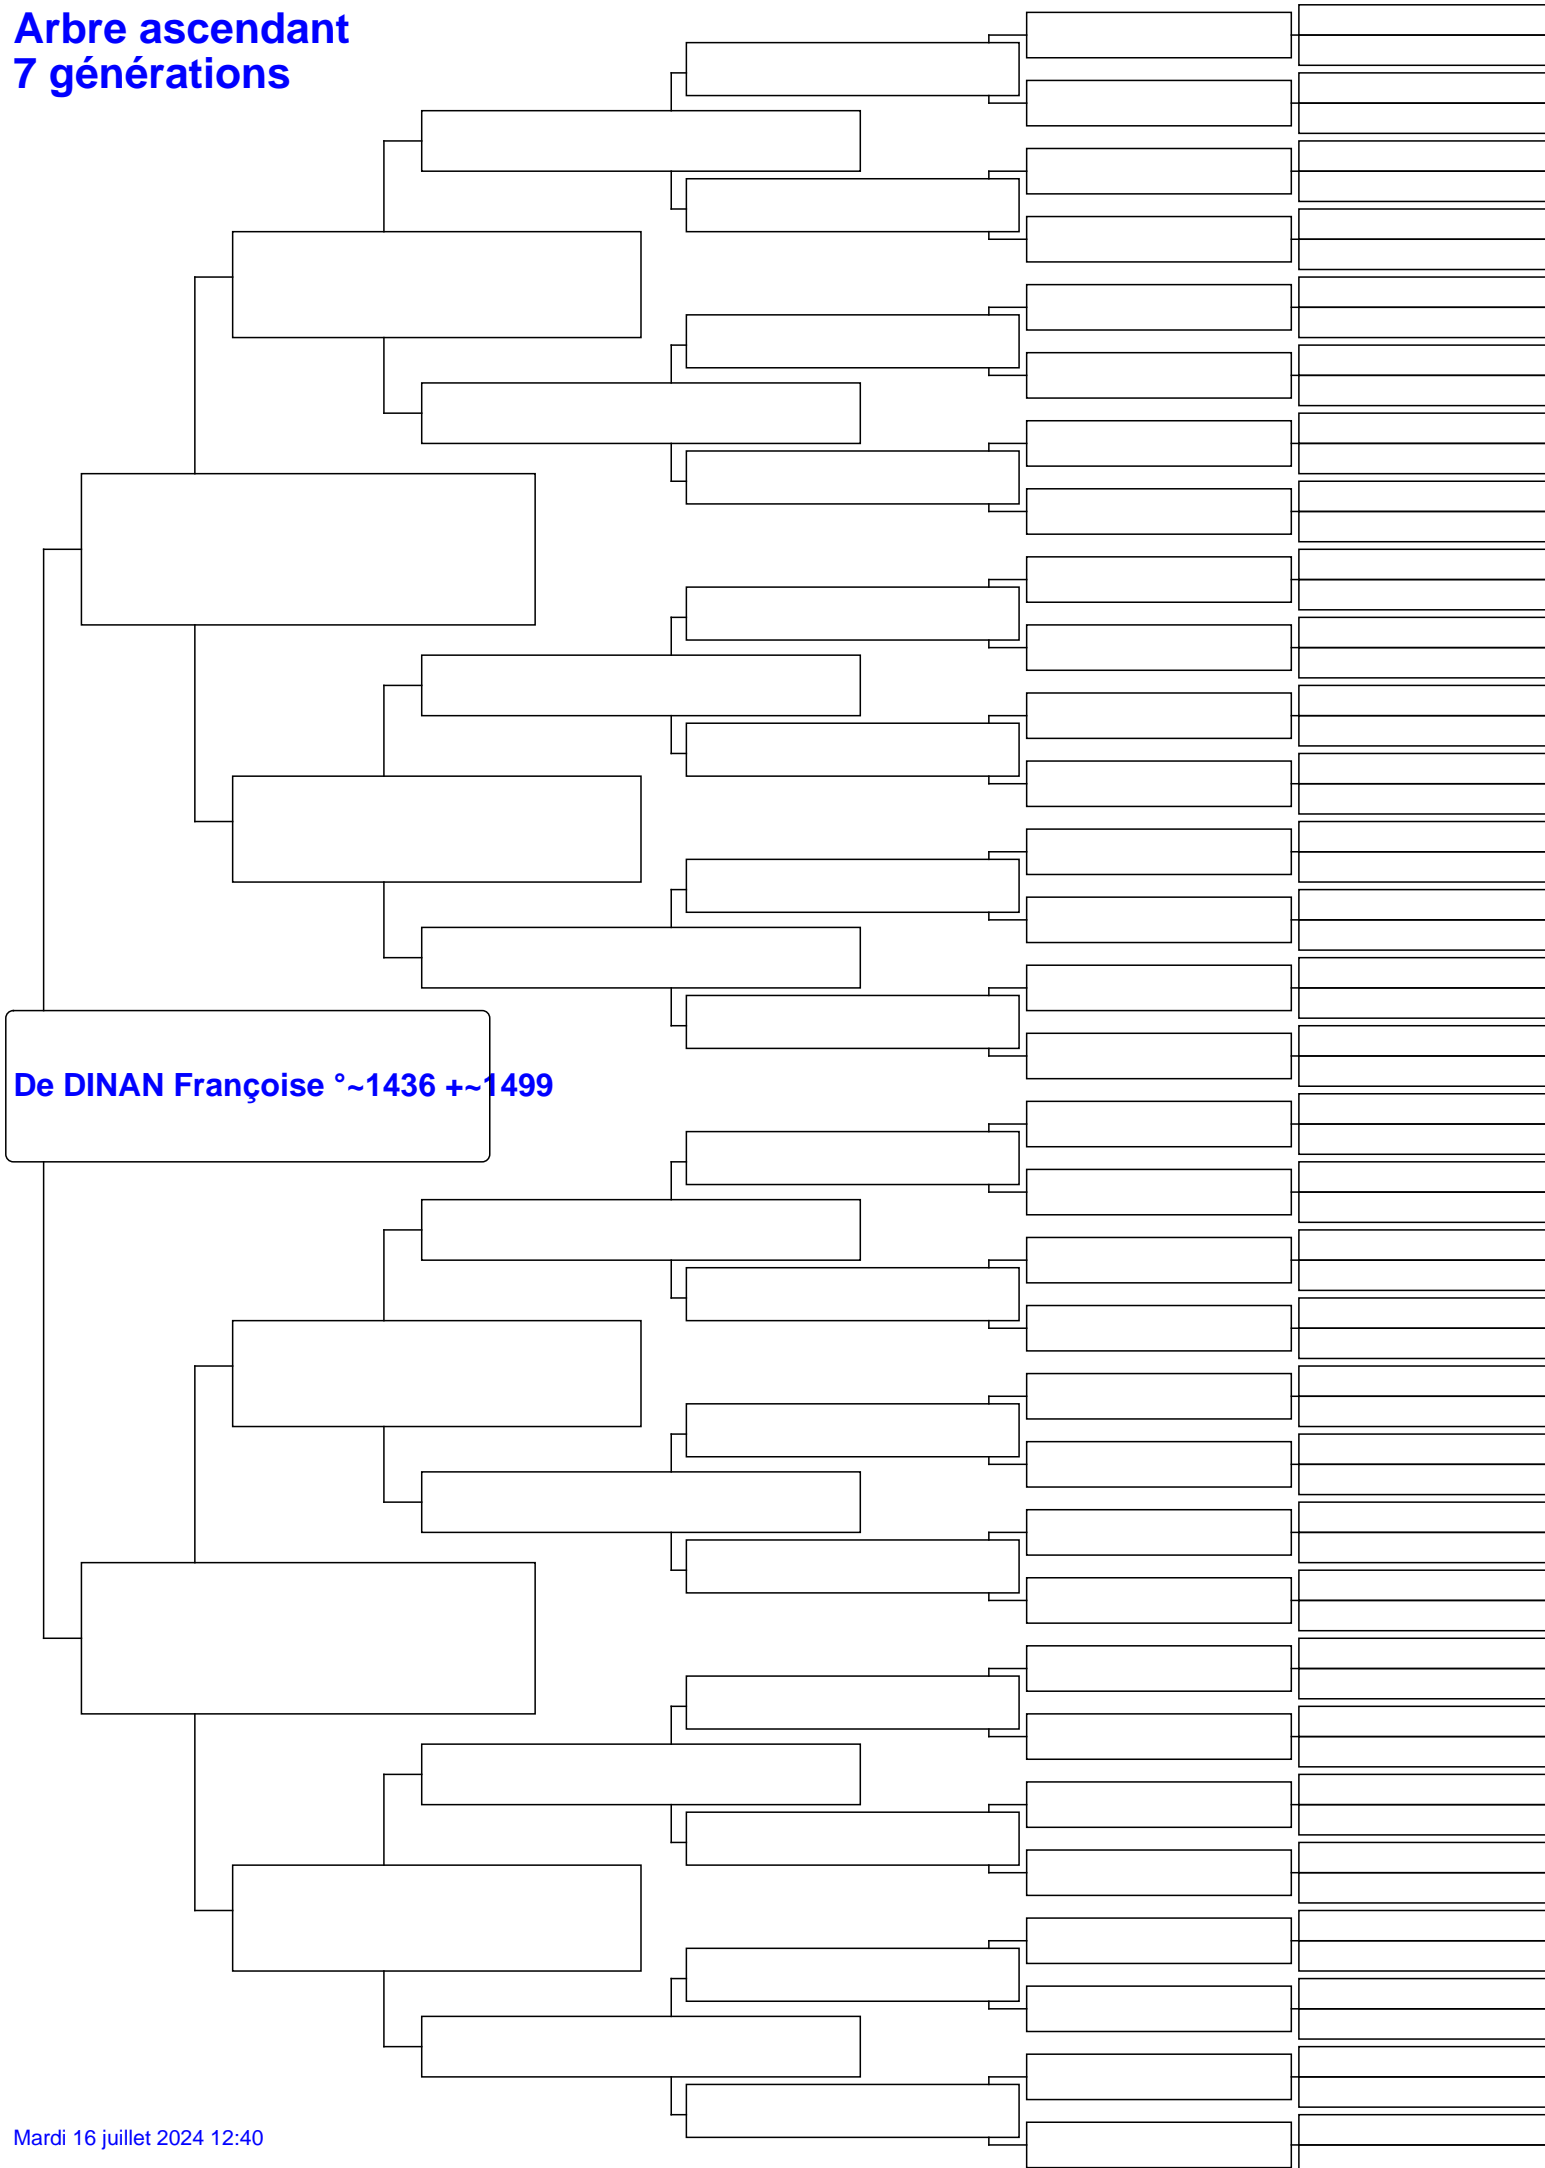 Arbre ascendant
7 générations
De DINAN Françoise °~1436 +~1499
Mardi 16 juillet 2024 12:40